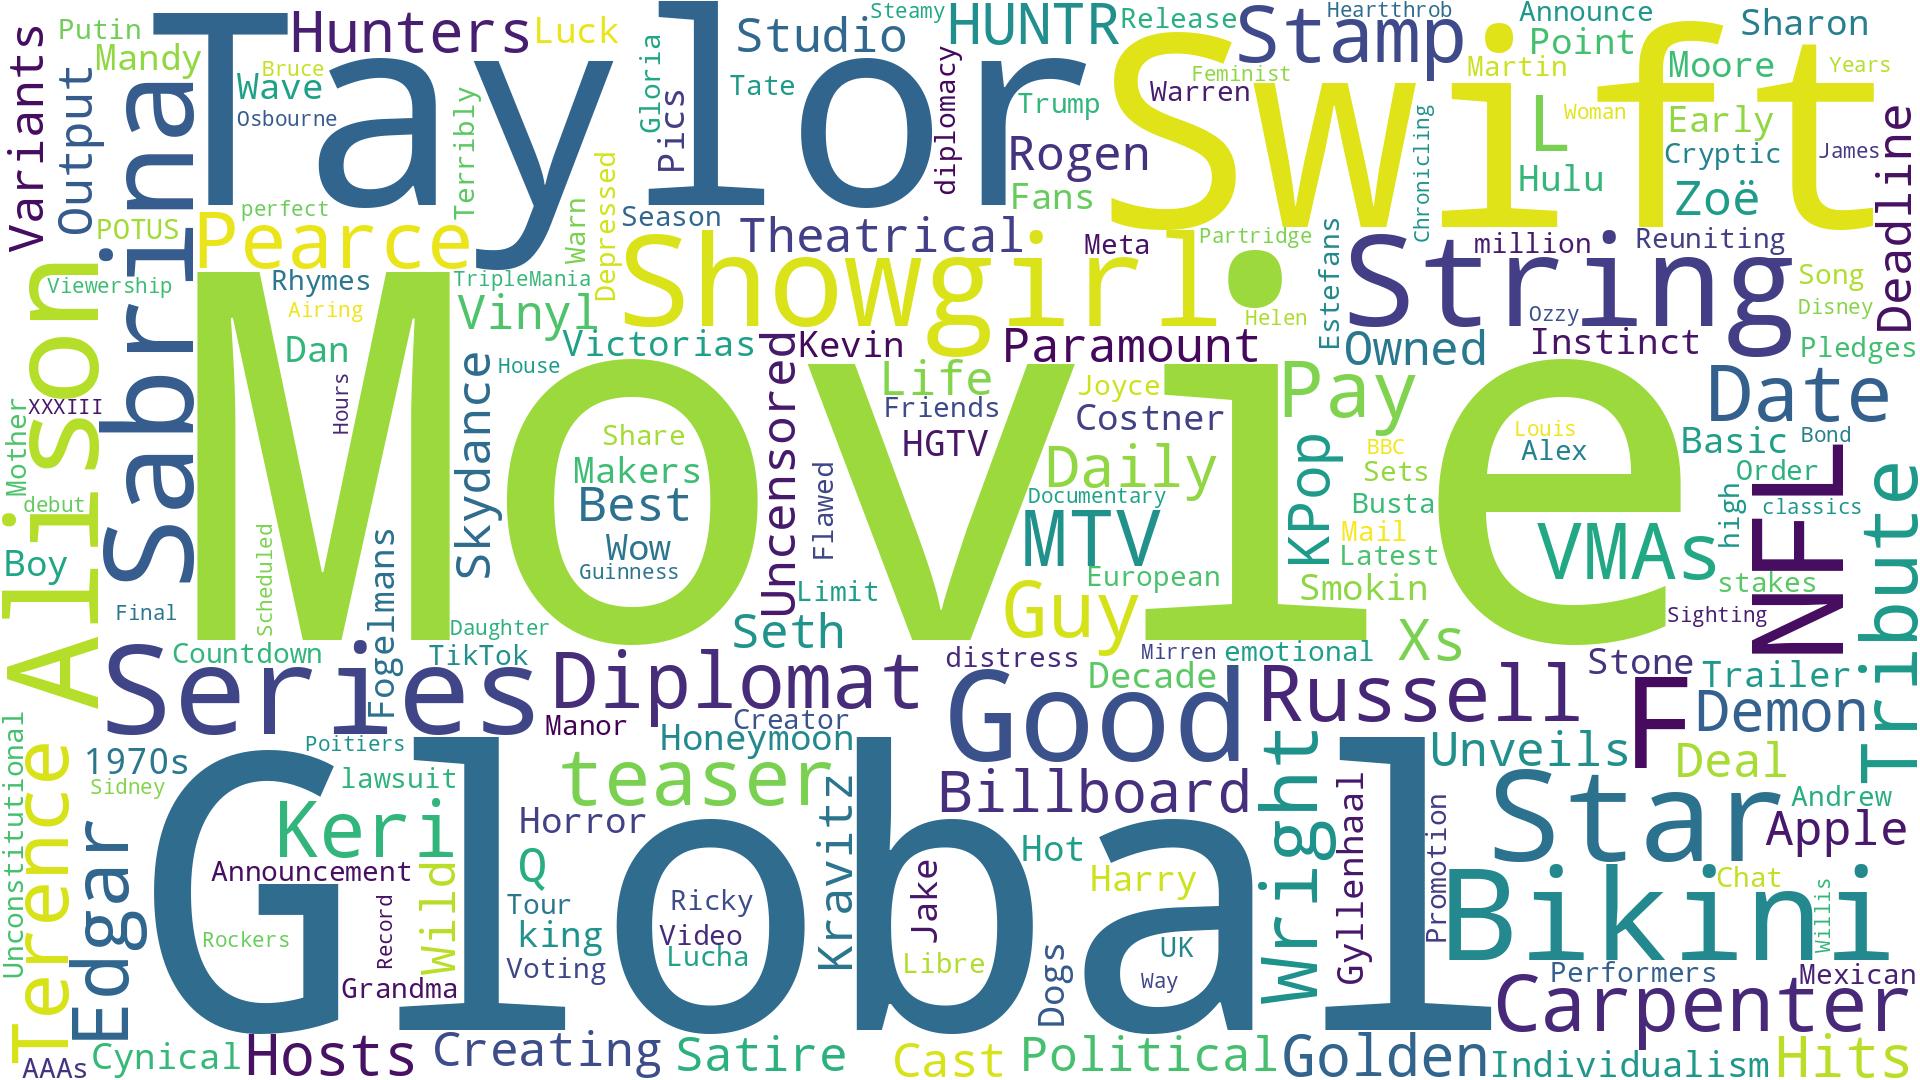 Movie
Global
Taylor
Swift
Sabrina
Alison
Showgirl
String
Series
Good
Star
Bikini
NFL
Diplomat
Russell
Carpenter
Terence
Edgar
Wright
Tribute
Pearce
Stamp
Keri
teaser
Billboard
Guy
MTV
VMAs
Pay
Date
F
Demon
Hunters
HUNTR
Studio
Rogen
Theatrical
Paramount
Vinyl
Skydance
Uncensored
Daily
KPop
Best
Seth
Xs
L
Zoë
Hulu
Deadline
Variants
Output
Hosts
Creating
Satire
Cast
Political
Golden
Individualism
Hits
Apple
Deal
Unveils
Stone
Trailer
Kravitz
Wild
Q
king
Horror
Honeymoon
Hot
Harry
Gyllenhaal
Jake
Dogs
Cynical
AAAs
Putin
Mandy
Luck
Wave
Bruce
Osbourne
Terribly
Gloria
Pics
Tate
Steamy
diplomacy
Release
Trump
Fans
Feminist
Warren
Heartthrob
Announce
Point
Martin
Woman
Chronicling
Sharon
Moore
Years
Early
Cryptic
James
POTUS
perfect
Viewership
Rhymes
Airing
TripleMania
Warn
Depressed
Season
Meta
Partridge
Helen
Estefans
million
Reuniting
Song
Disney
Ozzy
Instinct
Owned
Pledges
Dan
House
Victorias
Kevin
Life
Friends
HGTV
Joyce
Costner
Hours
XXXIII
Mother
debut
Boy
Final
Scheduled
Fogelmans
Share
Makers
Wow
Guinness
Flawed
Limit
Documentary
European
BBC
Sets
Busta
Mail
Latest
Smokin
Louis
Alex
Basic
Bond
Order
classics
high
stakes
Sighting
Countdown
TikTok
Daughter
Manor
Creator
distress
Mirren
emotional
Decade
Unconstitutional
1970s
Sidney
Poitiers
lawsuit
Announcement
Rockers
Record
Grandma
Tour
Voting
Ricky
Video
Lucha
Libre
UK
Way
Promotion
Andrew
Chat
Willis
Performers
Mexican